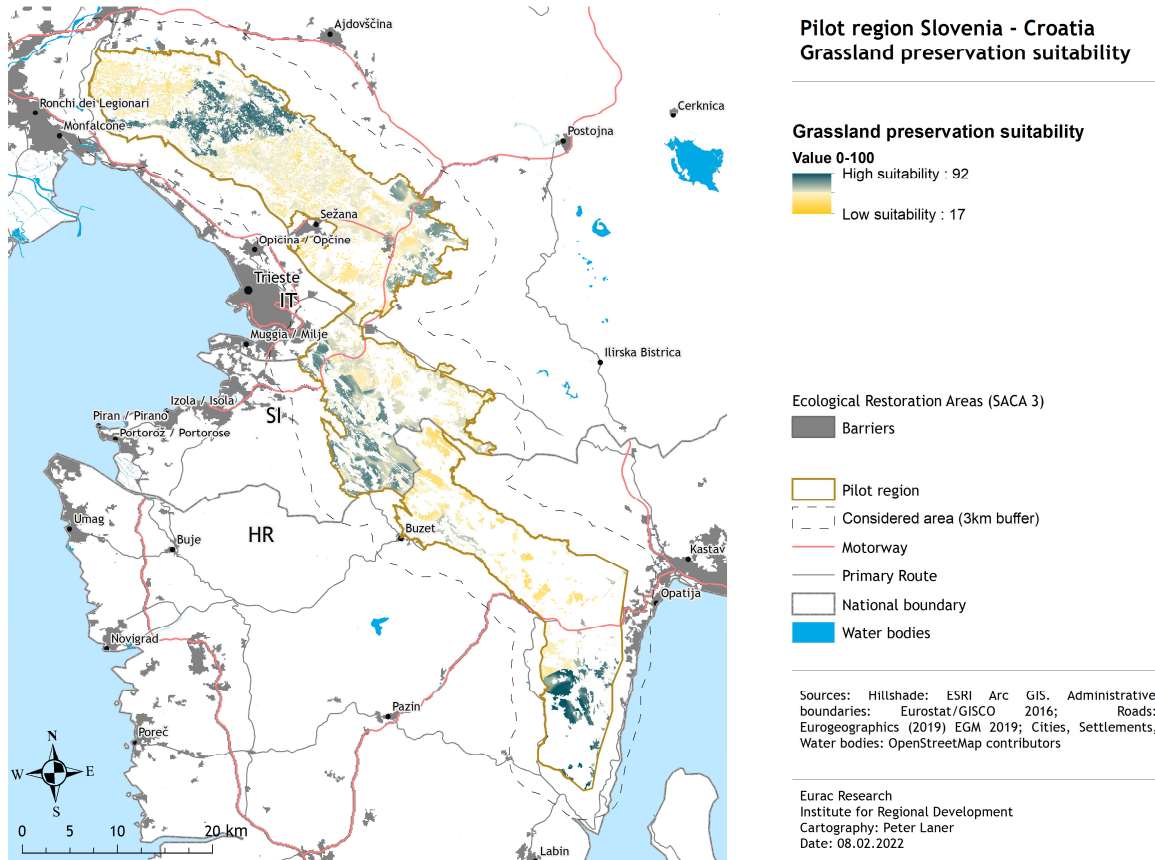 Pilot region Slovenia - Croatia
Grassland preservation suitability
Grassland preservation suitability
Value 0-100
High suitability : 92
Low suitability : 17
Ecological Restoration Areas (SACA 3)
Barriers
Pilot region
Considered area (3km buffer)
Motorway
Primary Route
National boundary
Water bodies
Sources: Hillshade: ESRI Arc GIS. Administrative
boundaries: Eurostat/GISCO 2016; Roads:
Eurogeographics (2019) EGM 2019; Cities, Settlements,
Water bodies: OpenStreetMap contributors
Eurac Research
Institute for Regional Development
Cartography: Peter Laner
Date: 08.02.2022
Ajdovščina
Ronchi dei Legionari
Monfalcone
Cerknica
Postojna
Sežana
Opicina / Opčine
Trieste
IT
Muggia / Milje
Ilirska Bistrica
Izola / Isola
Piran / Pirano
SI
Portorož / Portorose
Umag
Buje
HR
Buzet
Kastav
Opatija
Novigrad
Pazin
Poreč
Labin
N
W
E
S
0 5 10 20 km